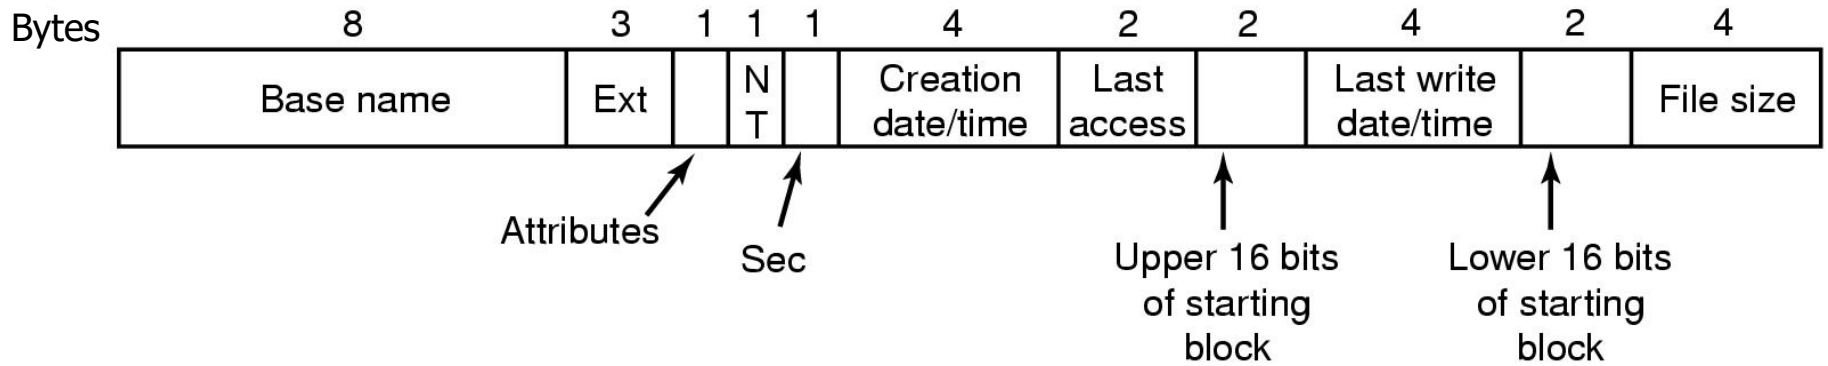 Bytes 8 3 1 1 1 4 2 2 4 2 4
Base name
Ext
N
T
Creation
date/time
Last
access
Last write
date/time
File size
Attributes
Sec
Upper 16 bits
of starting
block
Lower 16 bits
of starting
block